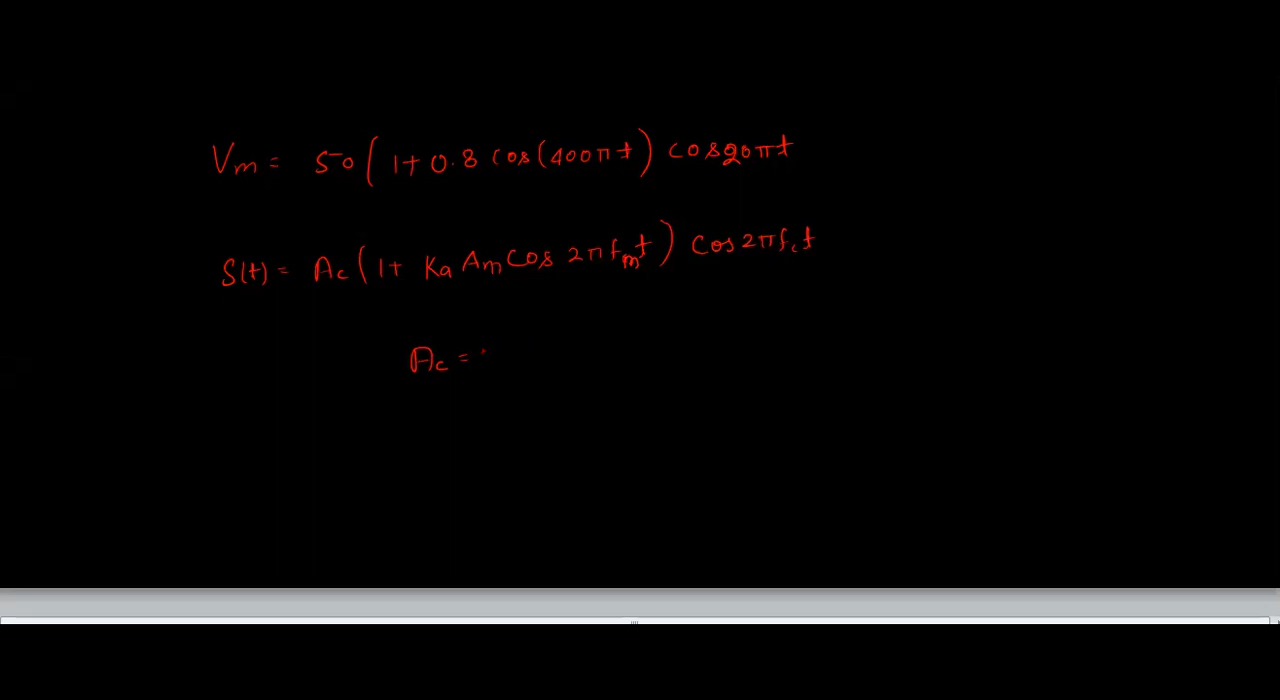 Vm = 50 ( 1 + 0.8 cos(400πt) cos 20πt
S(t) = Ac ( 1 + Ka Am Cos 2πfmt ) Cos 2πfct
Ac =